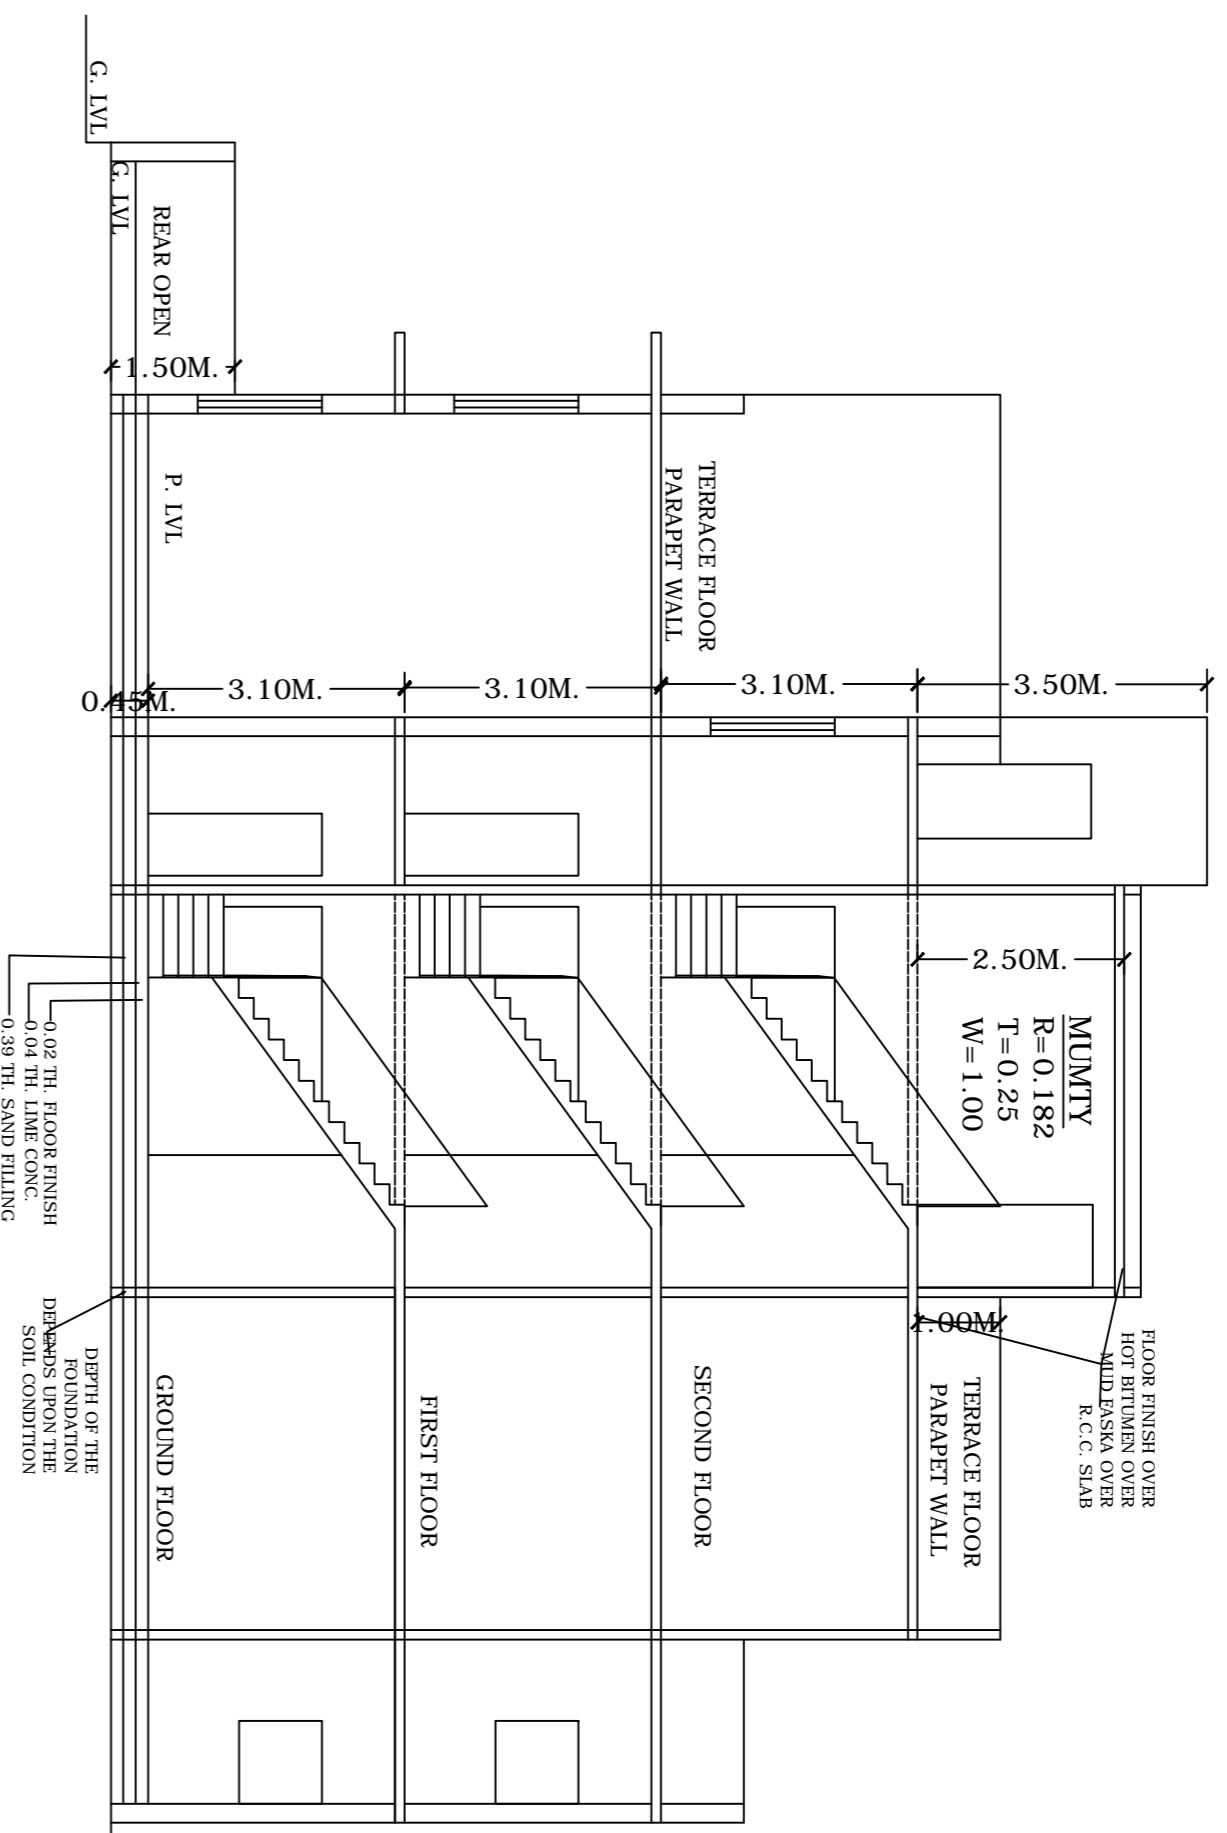 G. LVL
G. LVL
REAR OPEN
1.50M.
P. LVL
TERRACE FLOOR
PARAPET WALL
0.45M.
3.10M.
3.10M.
3.10M.
3.50M.
2.50M.
MUMTY
R=0.182
T=0.25
W=1.00
0.02 TH. FLOOR FINISH
0.04 TH. LIME CONC.
0.39 TH. SAND FILLING
1.00M.
FLOOR FINISH OVER
HOT BITUMEN OVER
MUD FASKA OVER
R.C.C. SLAB
DEPTH OF THE
FOUNDATION
DEPENDS UPON THE
SOIL CONDITION
GROUND FLOOR
FIRST FLOOR
SECOND FLOOR
TERRACE FLOOR
PARAPET WALL